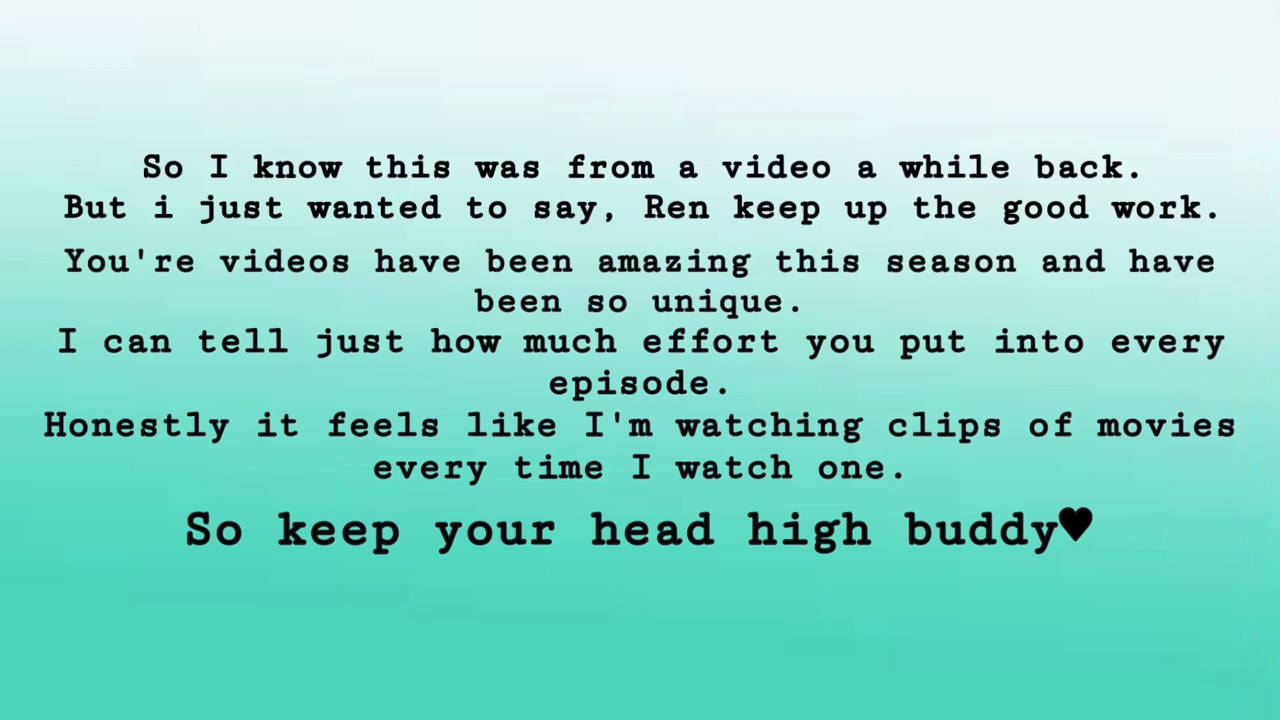 So I know this was from a video a while back.
But i just wanted to say, Ren keep up the good work.
You're videos have been amazing this season and have
been so unique.
I can tell just how much effort you put into every
episode.
Honestly it feels like I'm watching clips of movies
every time I watch one.
So keep your head high buddy♥